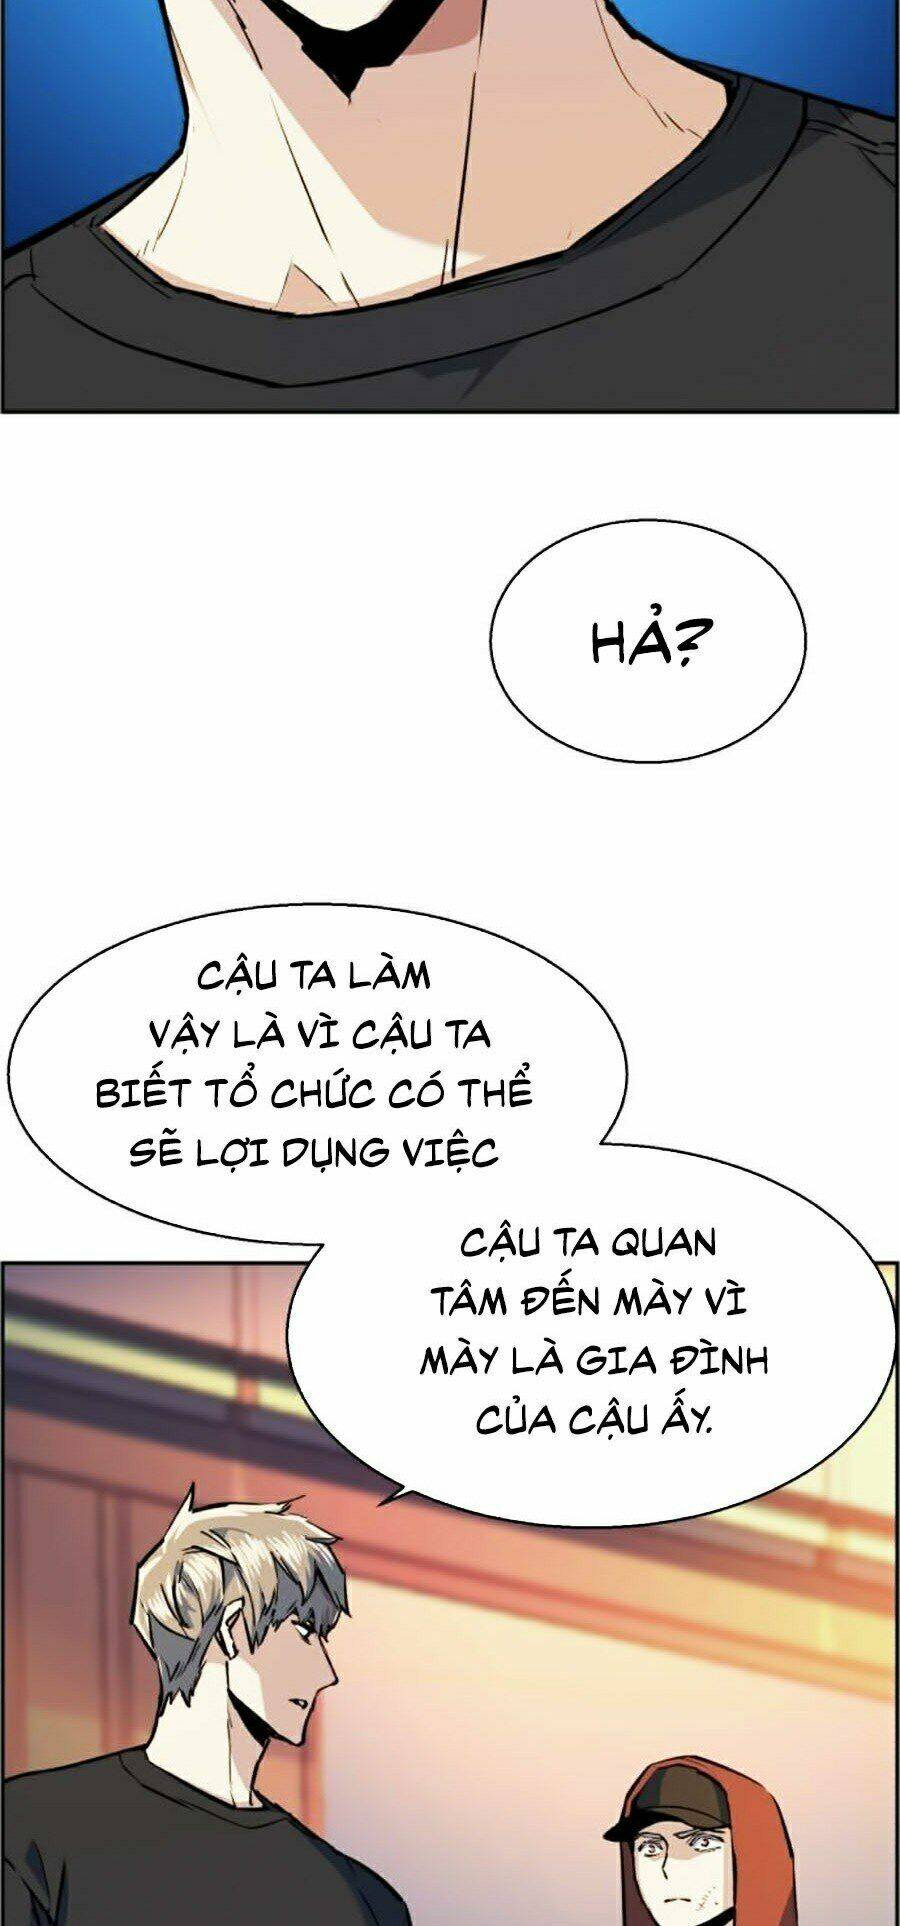 HẢ?
CẬU TA LÀM
VẬY LÀ VÌ CẬU TA
BIẾT TỔ CHỨC CÓ THỂ
SẼ LỢI DỤNG VIỆC
CẬU TA QUAN
TÂM ĐẾN MÀY VÌ
MÀY LÀ GIA ĐÌNH
CỦA CẬU ẤY.